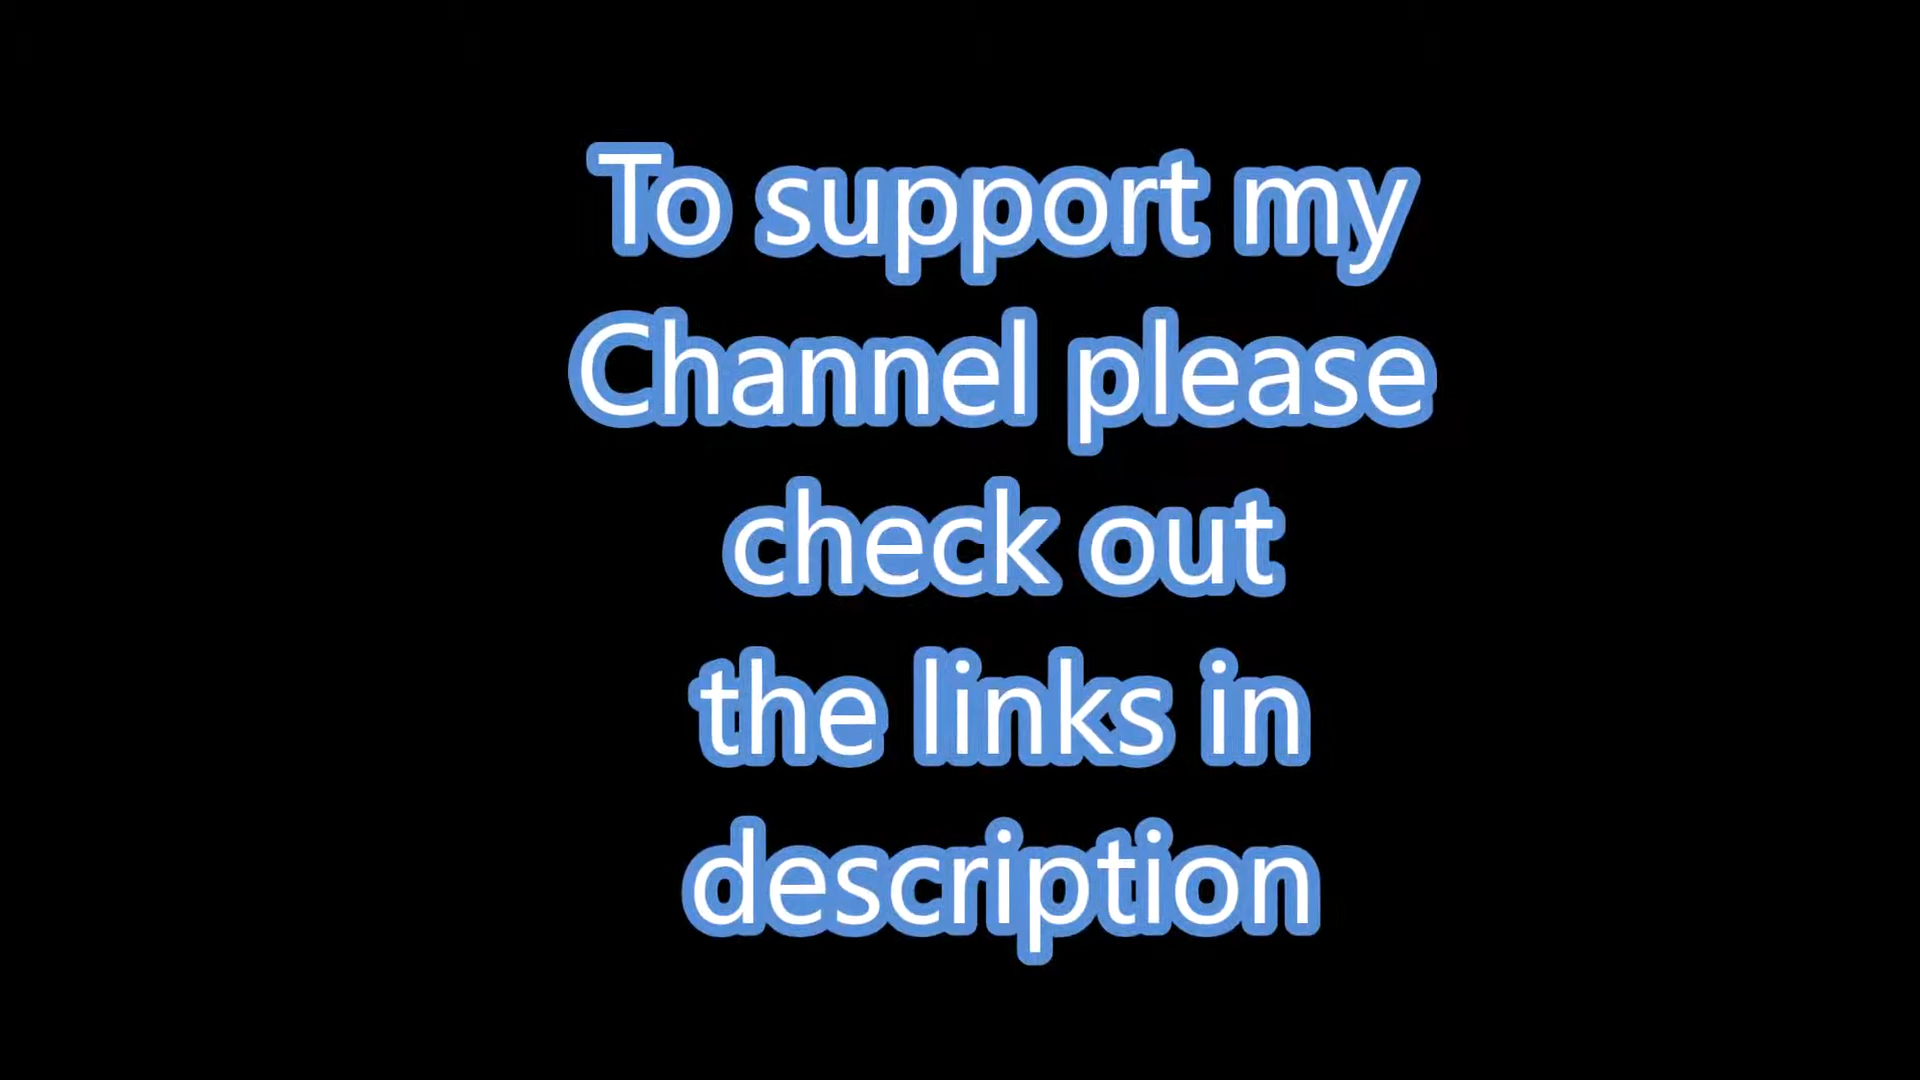 To support my
Channel please
check out
the links in
description